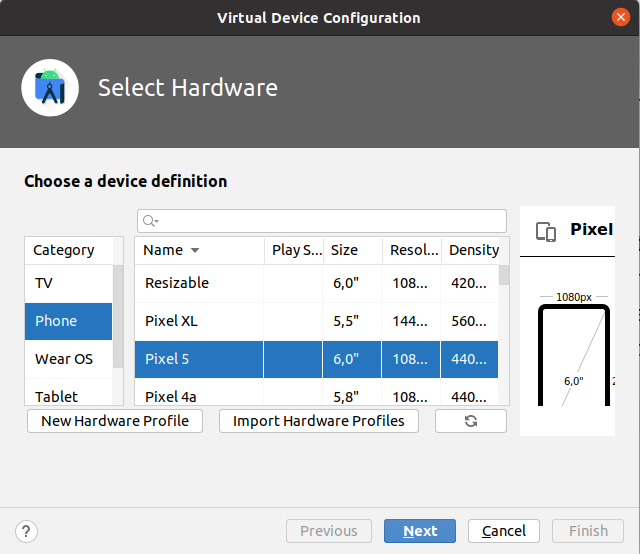 Virtual Device Configuration
Select Hardware
Choose a device definition
Category
Name Play S... Size Resol... Density
TV
Phone
Wear OS
Tablet
Resizable 6,0" 108... 420...
Pixel XL 5,5" 144... 560...
Pixel 5 6,0" 108... 440...
Pixel 4a 5,8" 108... 440...
New Hardware Profile Import Hardware Profiles
Pixel
1080px
6,0"
? Previous Next Cancel Finish